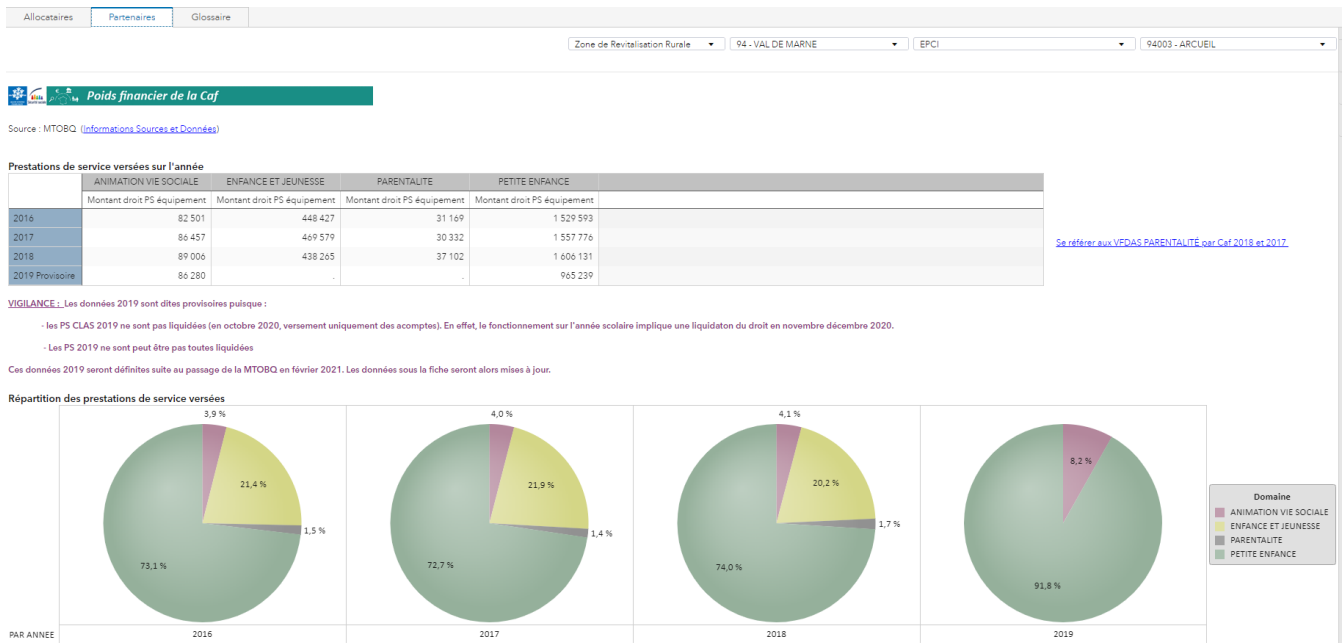 Allocataires Partenaires Glossaire
Zone de Revitalisation Rurale 94 - VAL DE MARNE EPCI 94003 - ARCUEIL
Poids financier de la Caf
Source : MTOBQ (Informations Sources et Données)
Prestations de service versées sur l'année
ANIMATION VIE SOCIALE ENFANCE ET JEUNESSE PARENTALITE PETITE ENFANCE
Montant droit PS équipement Montant droit PS équipement Montant droit PS équipement Montant droit PS équipement
2016 82 501 448 427 31 169 1 529 593
2017 86 457 469 579 30 332 1 557 776
2018 89 006 438 265 37 102 1 606 131
2019 Provisoire 86 280 . . 965 239
Se référer aux VFDAS PARENTALITÉ par Caf 2018 et 2017
VIGILANCE : Les données 2019 sont dites provisoires puisque :
- les PS CLAS 2019 ne sont pas liquidées (en octobre 2020, versement uniquement des acomptes). En effet, le fonctionnement sur l'année scolaire implique une liquidaton du droit en novembre décembre 2020.
- Les PS 2019 ne sont peut être pas toutes liquidées
Ces données 2019 seront définites suite au passage de la MTOBQ en février 2021. Les données sous la fiche seront alors mises à jour.
Répartition des prestations de service versées
3,9 % 4,0 % 4,1 %
8,2 %
21,4 % 21,9 % 20,2 %
1,5 % 1,4 % 1,7 %
73,1 % 72,7 % 74,0 %
91,8 %
Domaine
ANIMATION VIE SOCIALE
ENFANCE ET JEUNESSE
PARENTALITE
PETITE ENFANCE
PAR ANNEE 2016 2017 2018 2019